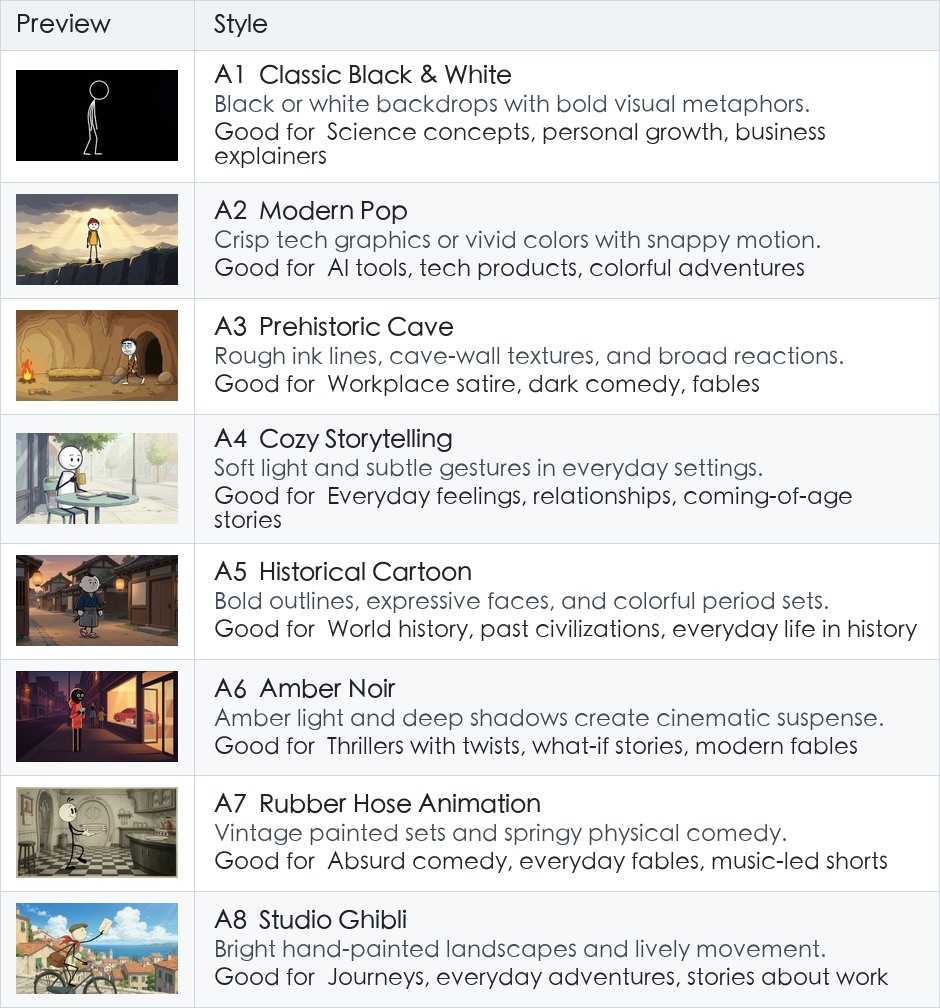 Preview
Style
A1 Classic Black & White
Black or white backdrops with bold visual metaphors.
Good for Science concepts, personal growth, business
explainers
A2 Modern Pop
Crisp tech graphics or vivid colors with snappy motion.
Good for AI tools, tech products, colorful adventures
A3 Prehistoric Cave
Rough ink lines, cave-wall textures, and broad reactions.
Good for Workplace satire, dark comedy, fables
A4 Cozy Storytelling
Soft light and subtle gestures in everyday settings.
Good for Everyday feelings, relationships, coming-of-age
stories
A5 Historical Cartoon
Bold outlines, expressive faces, and colorful period sets.
Good for World history, past civilizations, everyday life in history
A6 Amber Noir
Amber light and deep shadows create cinematic suspense.
Good for Thrillers with twists, what-if stories, modern fables
A7 Rubber Hose Animation
Vintage painted sets and springy physical comedy.
Good for Absurd comedy, everyday fables, music-led shorts
A8 Studio Ghibli
Bright hand-painted landscapes and lively movement.
Good for Journeys, everyday adventures, stories about work